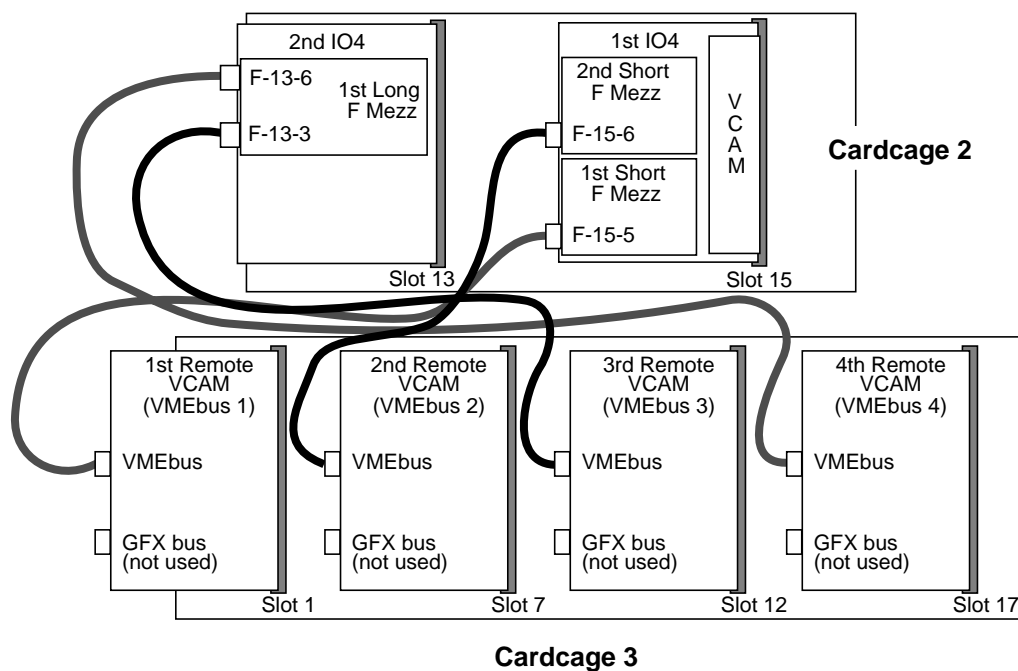 2nd IO4
F-13-6
1st Long
F Mezz
F-13-3
Slot 13
1st IO4
2nd Short
F Mezz
F-15-6
1st Short
F Mezz
F-15-5
V
C
A
M
Slot 15
Cardcage 2
1st Remote
VCAM
(VMEbus 1)
VMEbus
GFX bus
(not used)
Slot 1
2nd Remote
VCAM
(VMEbus 2)
VMEbus
GFX bus
(not used)
Slot 7
3rd Remote
VCAM
(VMEbus 3)
VMEbus
GFX bus
(not used)
Slot 12
4th Remote
VCAM
(VMEbus 4)
VMEbus
GFX bus
(not used)
Slot 17
Cardcage 3